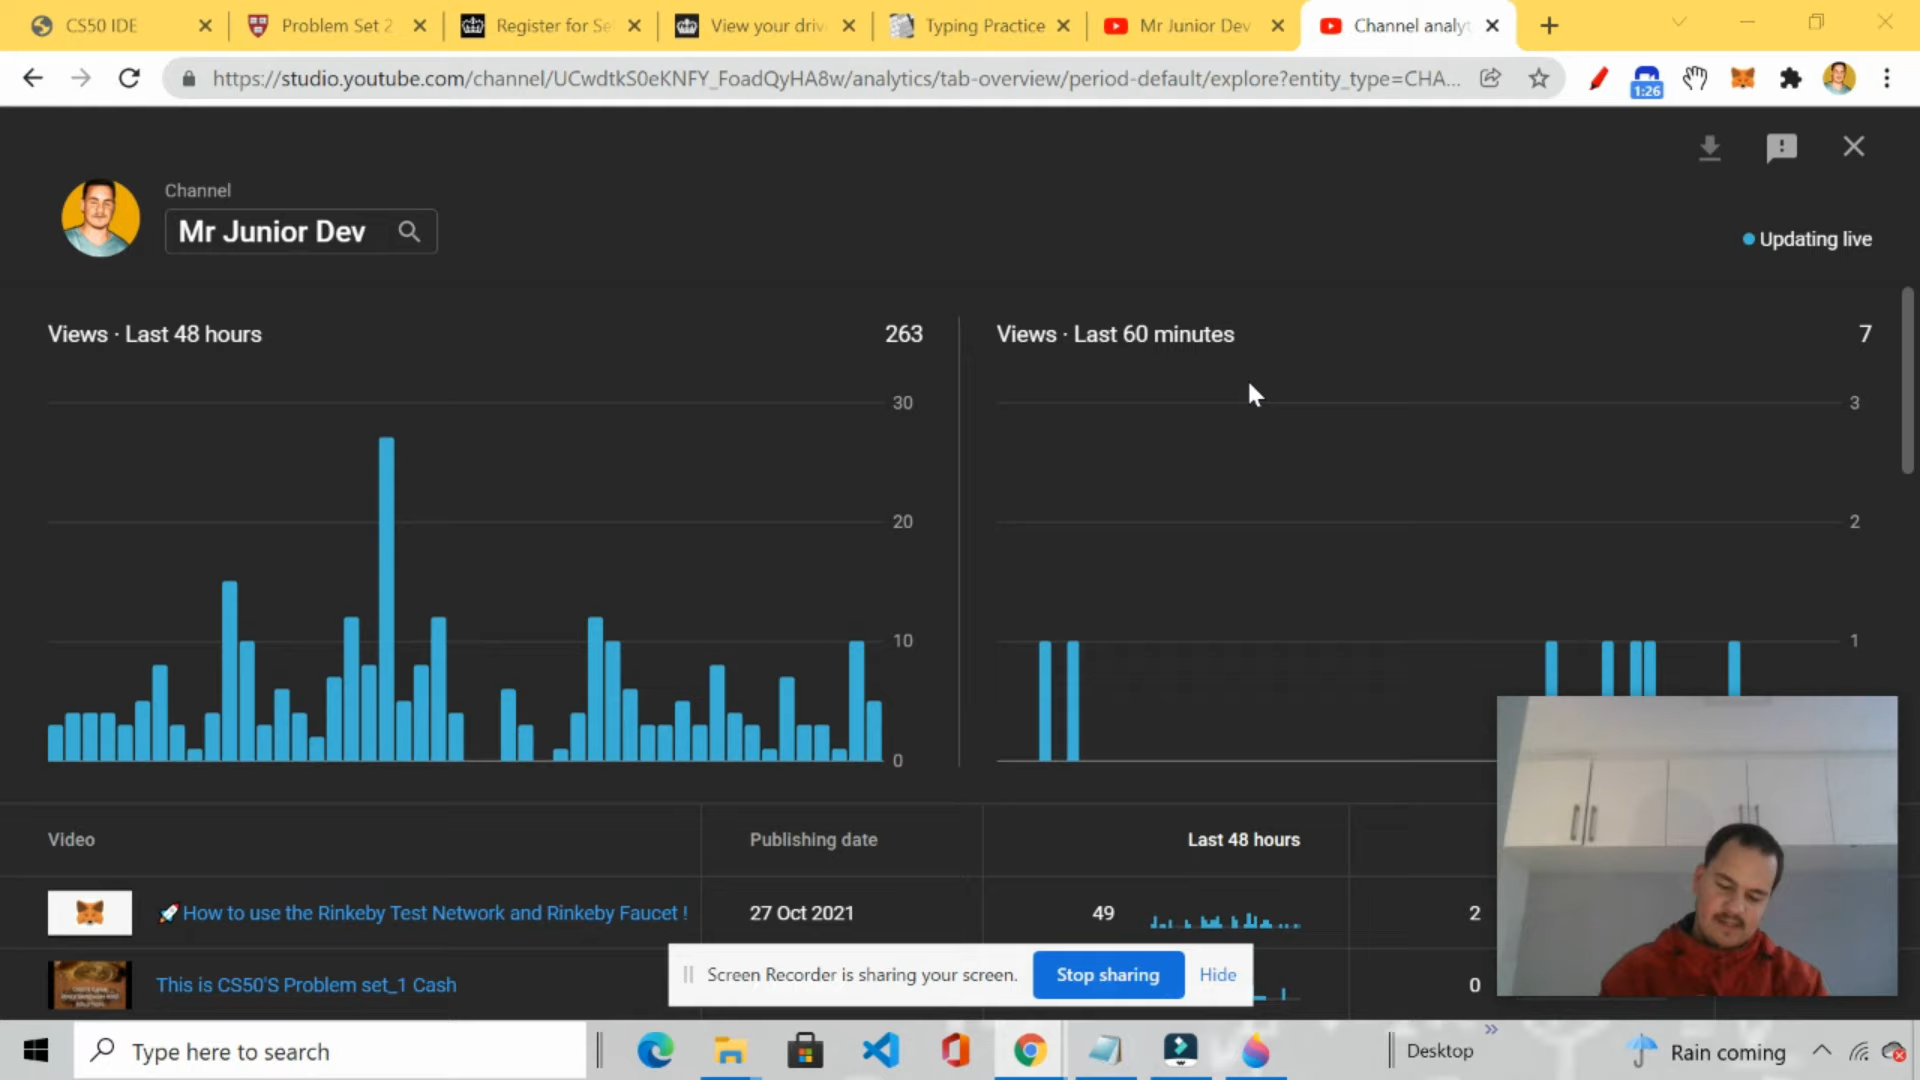 CS50 IDE
Problem Set 2
Register for Se
View your driv
Typing Practice
Mr Junior Dev
Channel analyt
https://studio.youtube.com/channel/UCwdtkS0eKNFY_FoadQyHA8w/analytics/tab-overview/period-default/explore?entity_type=CHA...
1:26
Channel
Mr Junior Dev
Updating live
Views · Last 48 hours
263
Views · Last 60 minutes
7
30
20
10
0
3
2
1
Video
Publishing date
Last 48 hours
🚀How to use the Rinkeby Test Network and Rinkeby Faucet !
27 Oct 2021
49
2
This is CS50'S Problem set_1 Cash
0
Screen Recorder is sharing your screen.
Stop sharing
Hide
Type here to search
Desktop
Rain coming